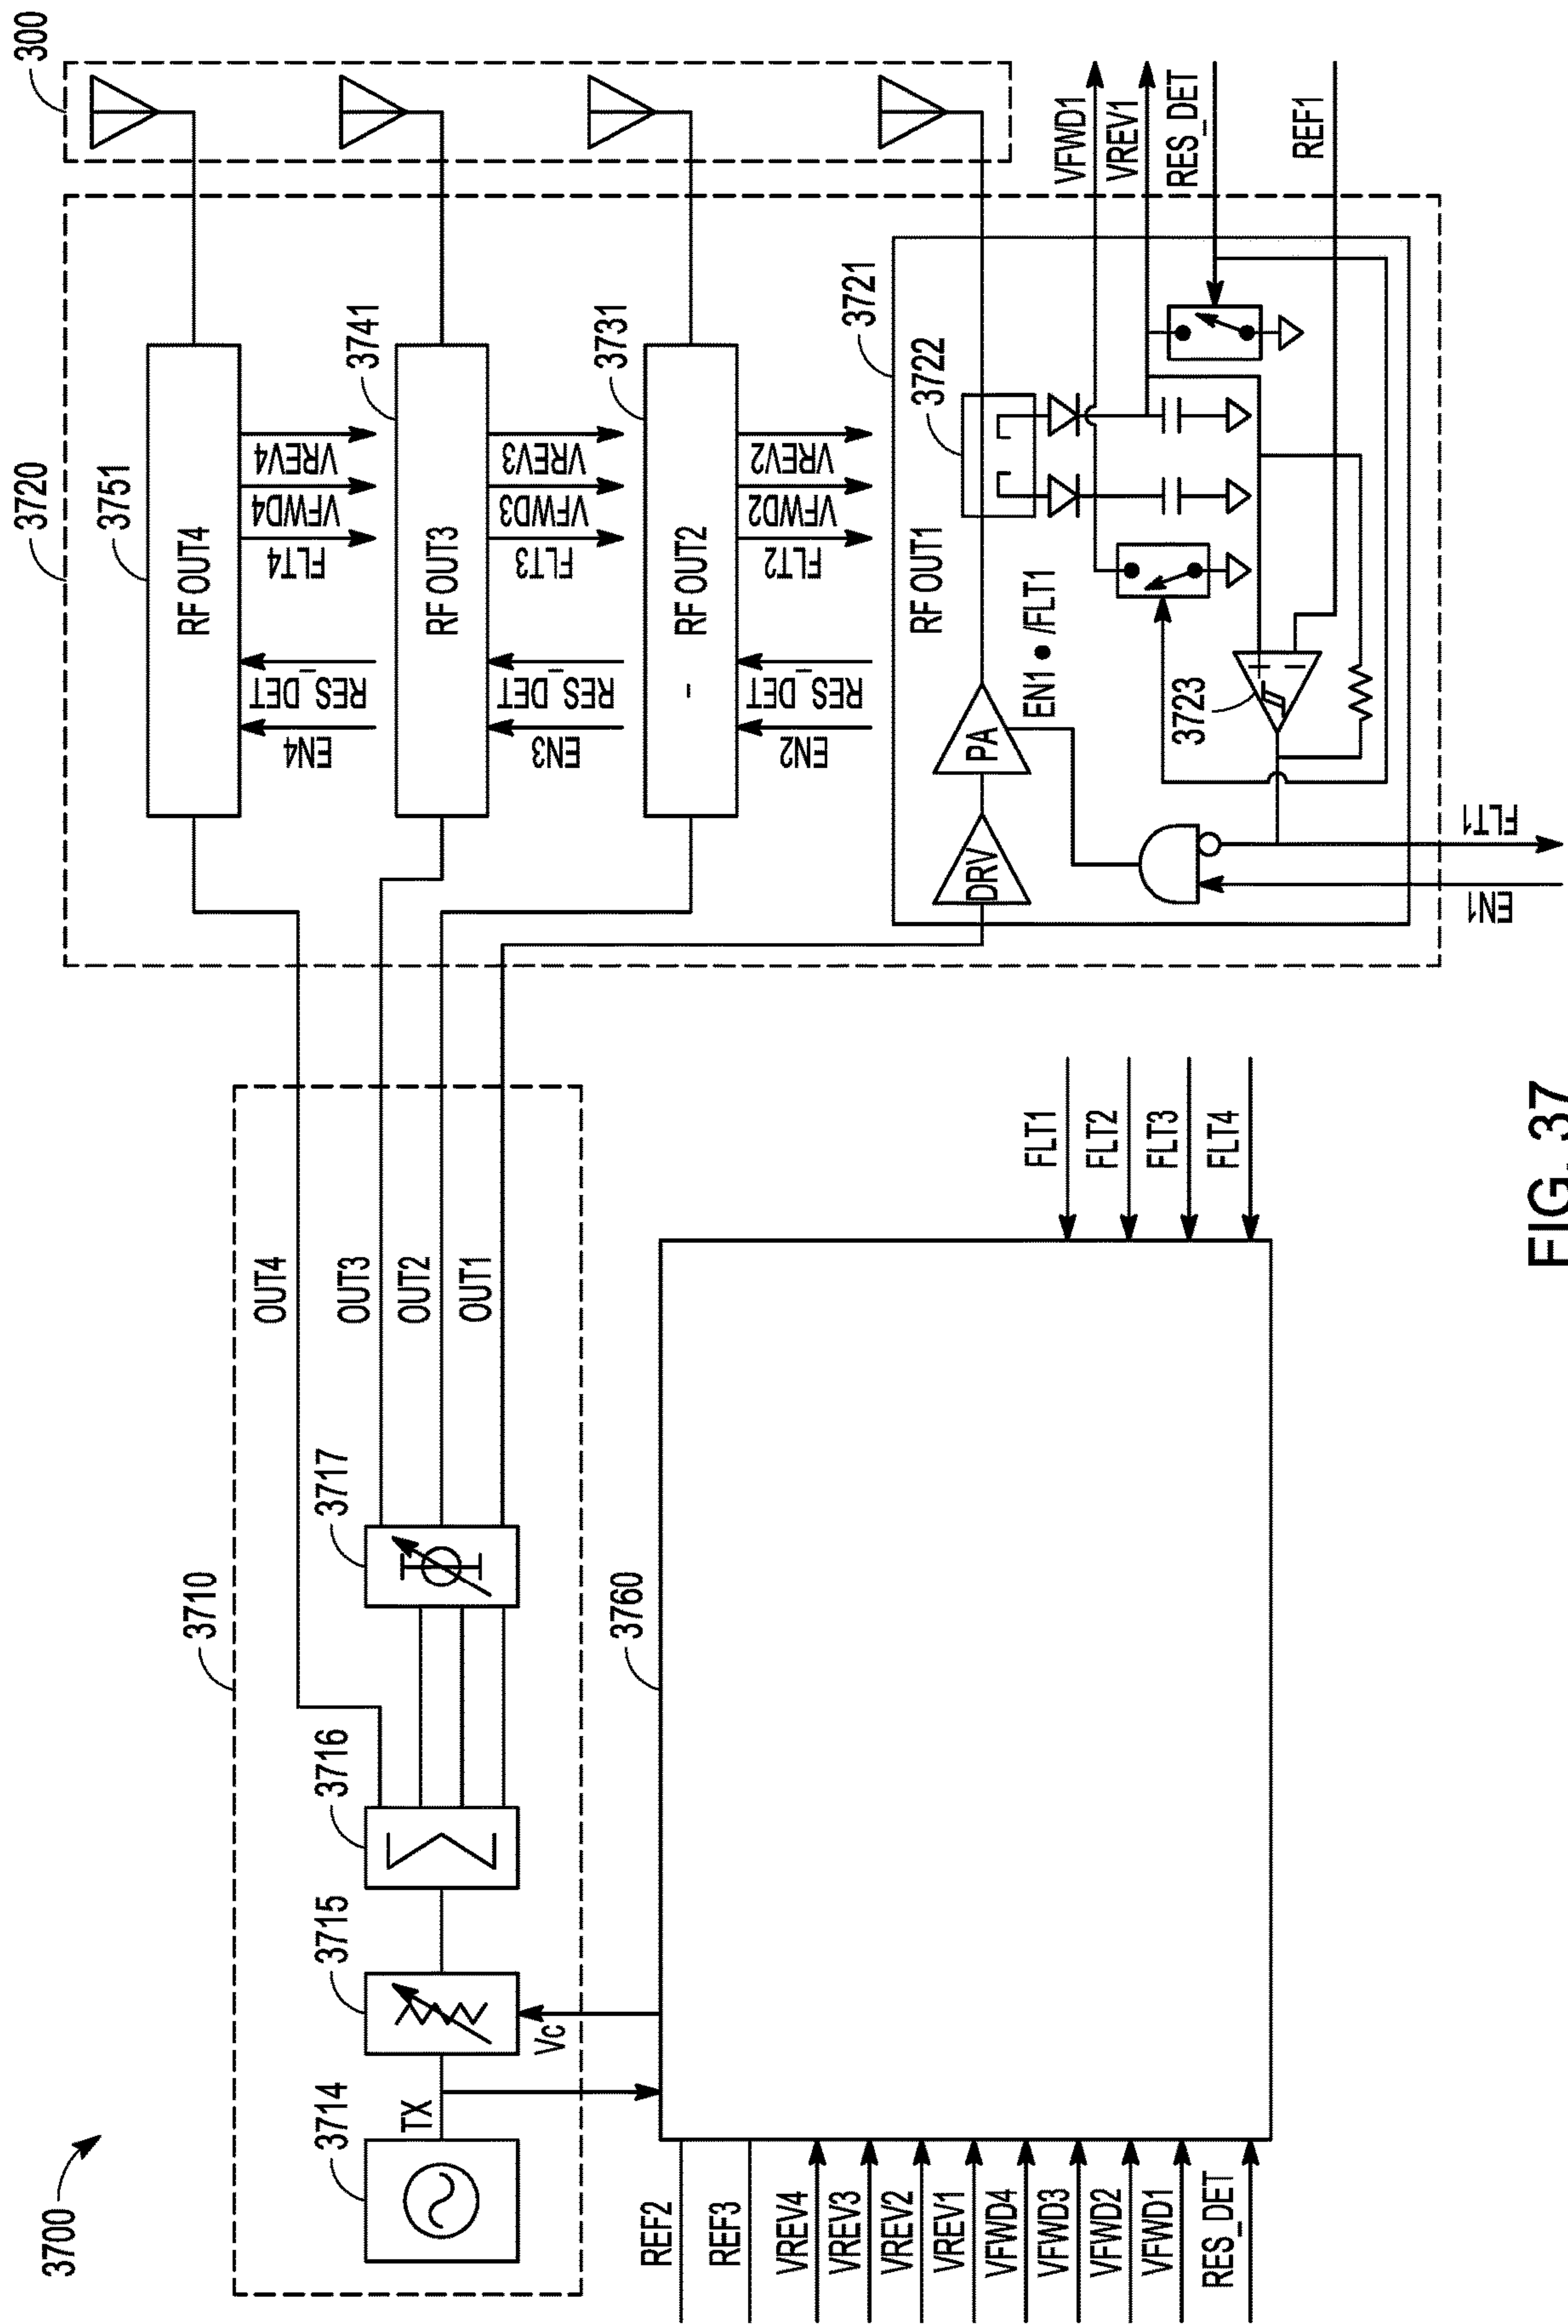 3700
3710
3714
TX
3715
Vc
3716
3717
OUT4
OUT3
OUT2
OUT1
3760
REF2
REF3
VREV4
VREV3
VREV2
VREV1
VFWD4
VFWD3
VFWD2
VFWD1
RES_DET
FLT1
FLT2
FLT3
FLT4
3720
300
3751
RF OUT4
EN4
RES_DET
FLT4
VFWD4
VREV4
3741
RF OUT3
EN3
RES_DET
FLT3
VFWD3
VREV3
3731
RF OUT2
EN2
RES_DET
FLT2
VFWD2
VREV2
3721
RF OUT1
3722
DRV
PA
EN1 • /FLT1
3723
+
-
VFWD1
VREV1
RES_DET
REF1
EN1
FLT1
FIG. 37